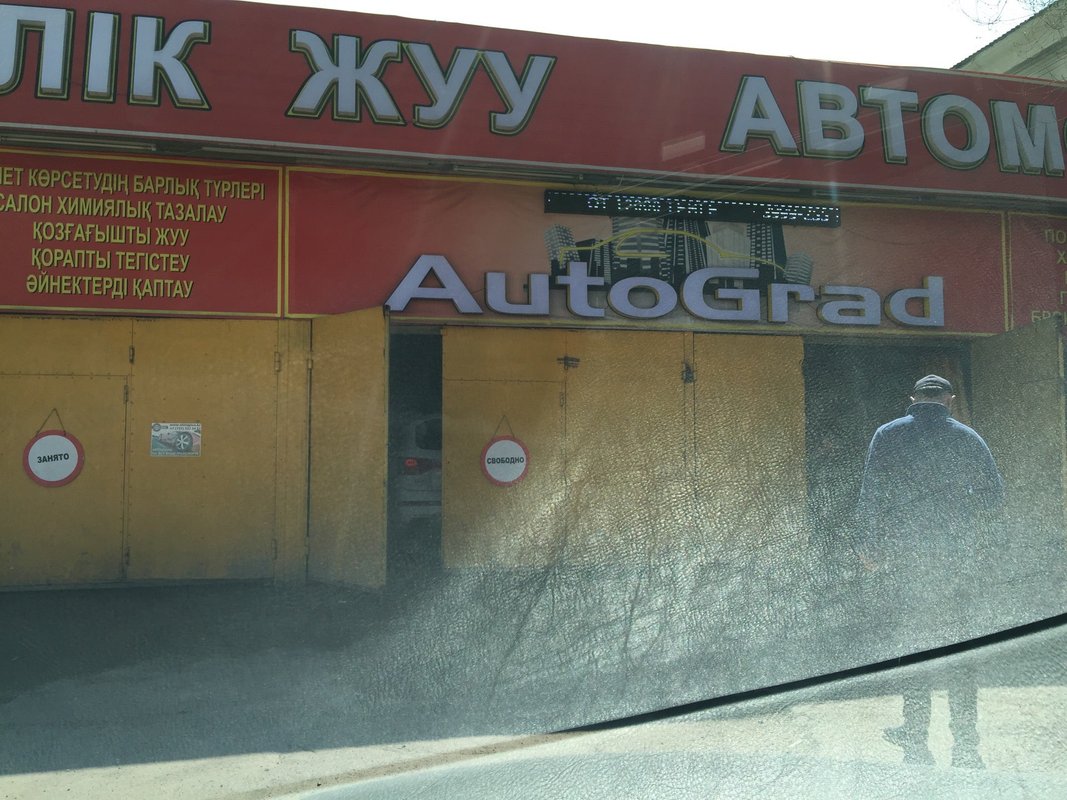 ЛІК ЖУУ АВТОМ
ЕТ КӨРСЕТУДІҢ БАРЛЫҚ ТҮРЛЕРІ
САЛОН ХИМИЯЛЫҚ ТАЗАЛАУ
ҚОЗҒАҒЫШТЫ ЖУУ
ҚОРАПТЫ ТЕГІСТЕУ
ӘЙНЕКТЕРДІ ҚАПТАУ
AutoGrad
ПО
ЗАНЯТО
СВОБОДНО